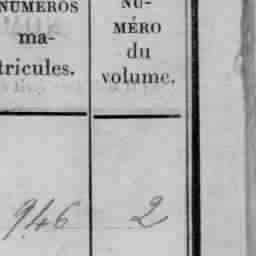 NUMÉROS
ma-
tricules.
NU-
MÉRO
du
volume.
946
2